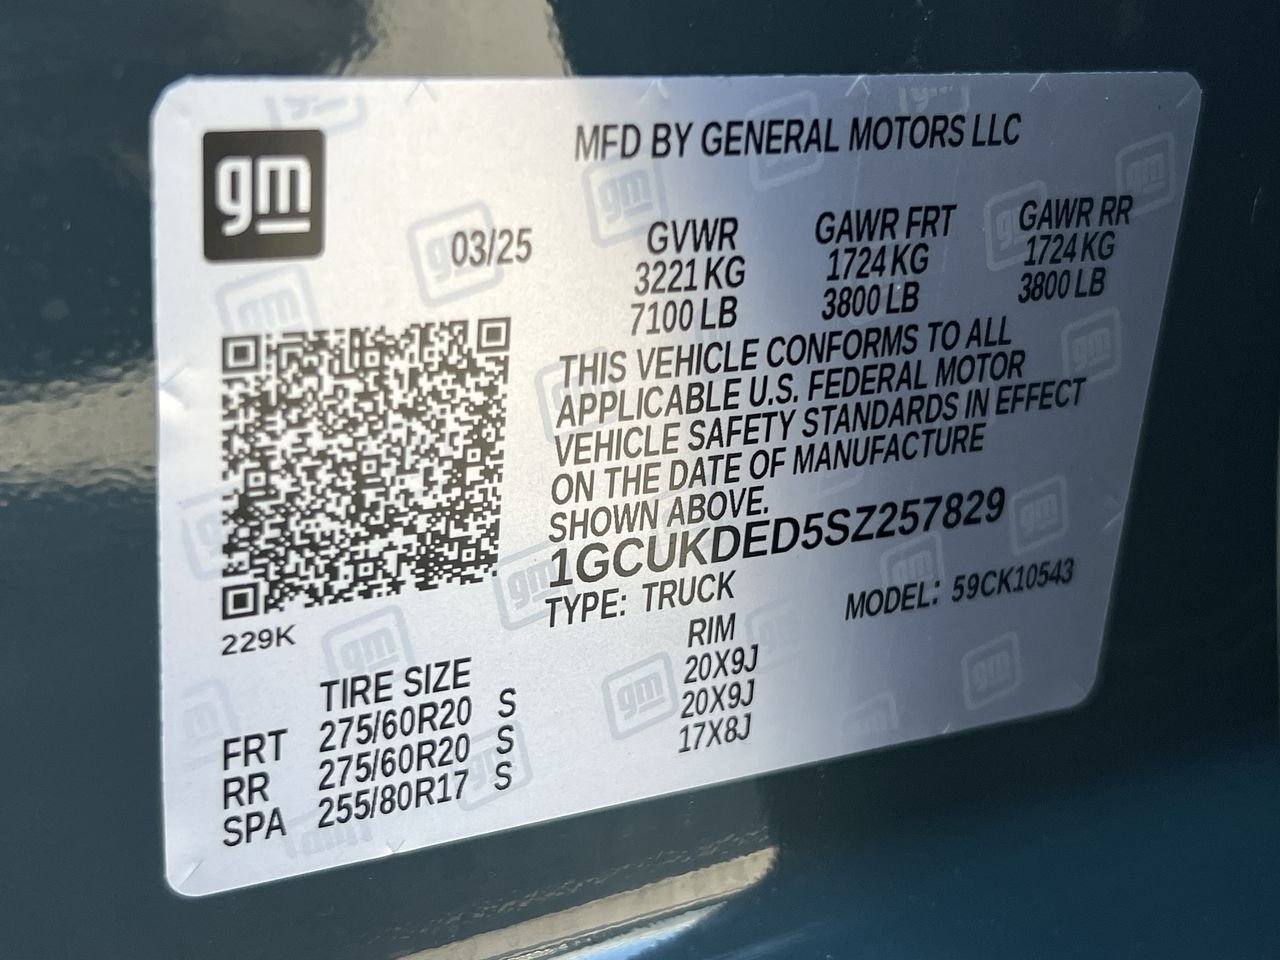 gm
MFD BY GENERAL MOTORS LLC
03/25
GVWR GAWR FRT GAWR RR
3221 KG 1724 KG 1724 KG
7100 LB 3800 LB 3800 LB
THIS VEHICLE CONFORMS TO ALL
APPLICABLE U.S. FEDERAL MOTOR
VEHICLE SAFETY STANDARDS IN EFFECT
ON THE DATE OF MANUFACTURE
SHOWN ABOVE.
1GCUKDED5SZ257829
TYPE: TRUCK MODEL: 59CK10543
229K
TIRE SIZE RIM
FRT 275/60R20 S 20X9J
RR 275/60R20 S 20X9J
SPA 255/80R17 S 17X8J